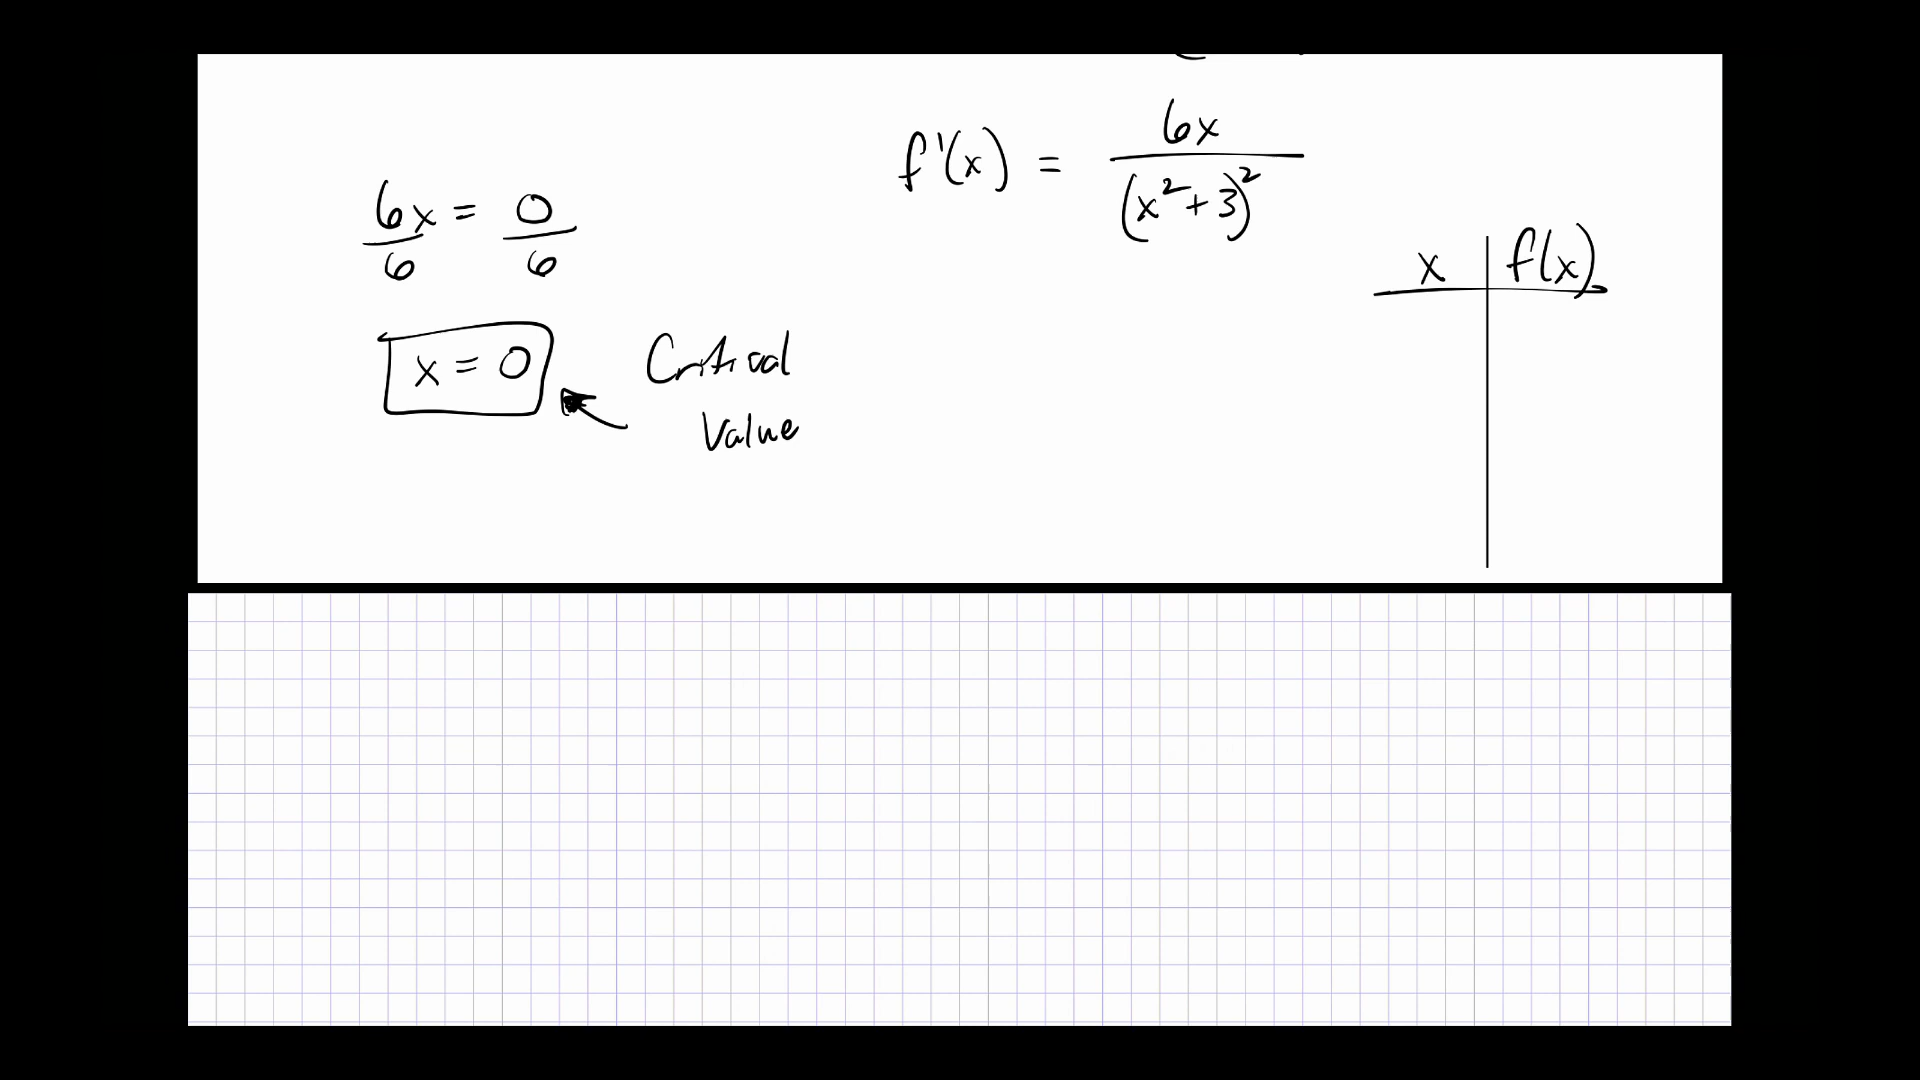 f'(x) = 6x / (x² + 3)²
6x = 0
6 6
x = 0
Critical
Value
x | f(x)